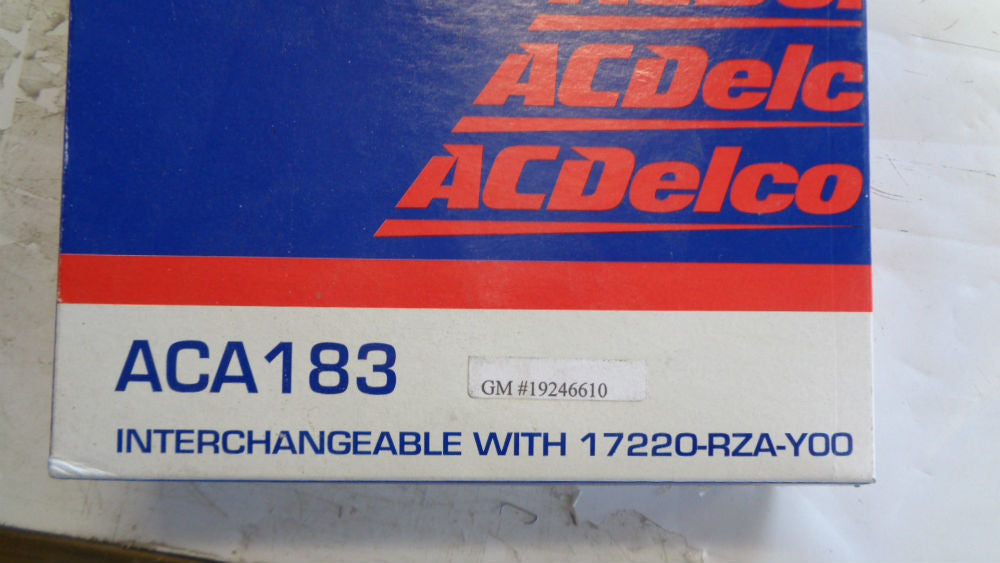 ACDelc
ACDelco
ACA183
GM #19246610
INTERCHANGEABLE WITH 17220-RZA-Y00